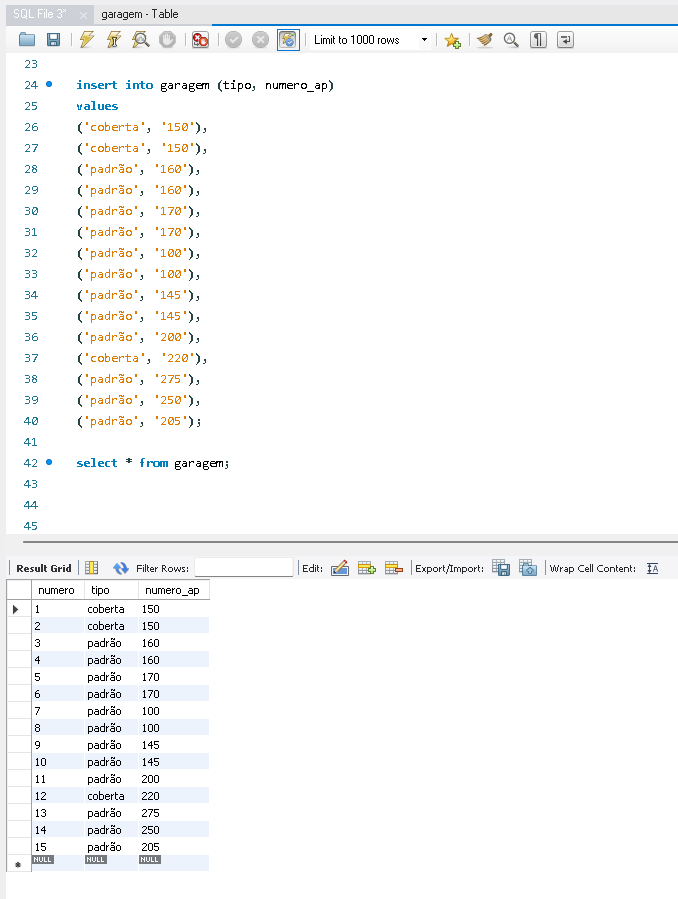 SQL File 3* garagem - Table
Limit to 1000 rows
23
24 insert into garagem (tipo, numero_ap)
25 values
26 ('coberta', '150'),
27 ('coberta', '150'),
28 ('padrão', '160'),
29 ('padrão', '160'),
30 ('padrão', '170'),
31 ('padrão', '170'),
32 ('padrão', '100'),
33 ('padrão', '100'),
34 ('padrão', '145'),
35 ('padrão', '145'),
36 ('padrão', '200'),
37 ('coberta', '220'),
38 ('padrão', '275'),
39 ('padrão', '250'),
40 ('padrão', '205');
41
42 select * from garagem;
43
44
45
Result Grid Filter Rows: Edit: Export/Import: Wrap Cell Content: IA
numero tipo numero_ap
1 coberta 150
2 coberta 150
3 padrão 160
4 padrão 160
5 padrão 170
6 padrão 170
7 padrão 100
8 padrão 100
9 padrão 145
10 padrão 145
11 padrão 200
12 coberta 220
13 padrão 275
14 padrão 250
15 padrão 205
NULL NULL NULL